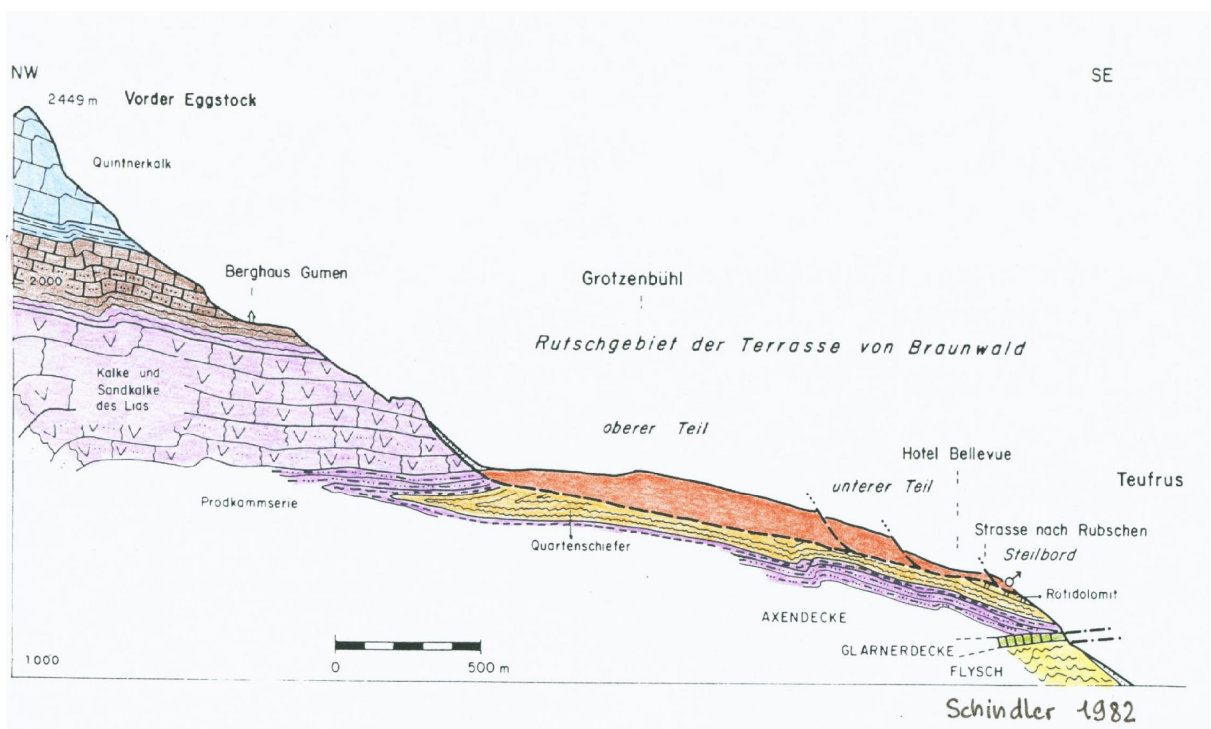 NW
SE
2449 m Vorder Eggstock
Quintnerkalk
Berghaus Gumen
2000
Grotzenbühl
Rutschgebiet der Terrasse von Braunwald
Kalke und
Sandkalke
des Lias
oberer Teil
Hotel Bellevue
unterer Teil
Teufrus
Prodkammserie
Strasse nach Rubschen
Steilbord
Quartenschiefer
Rötidolomit
AXENDECKE
GLARNERDECKE
1000
0 500 m
FLYSCH
Schindler 1982